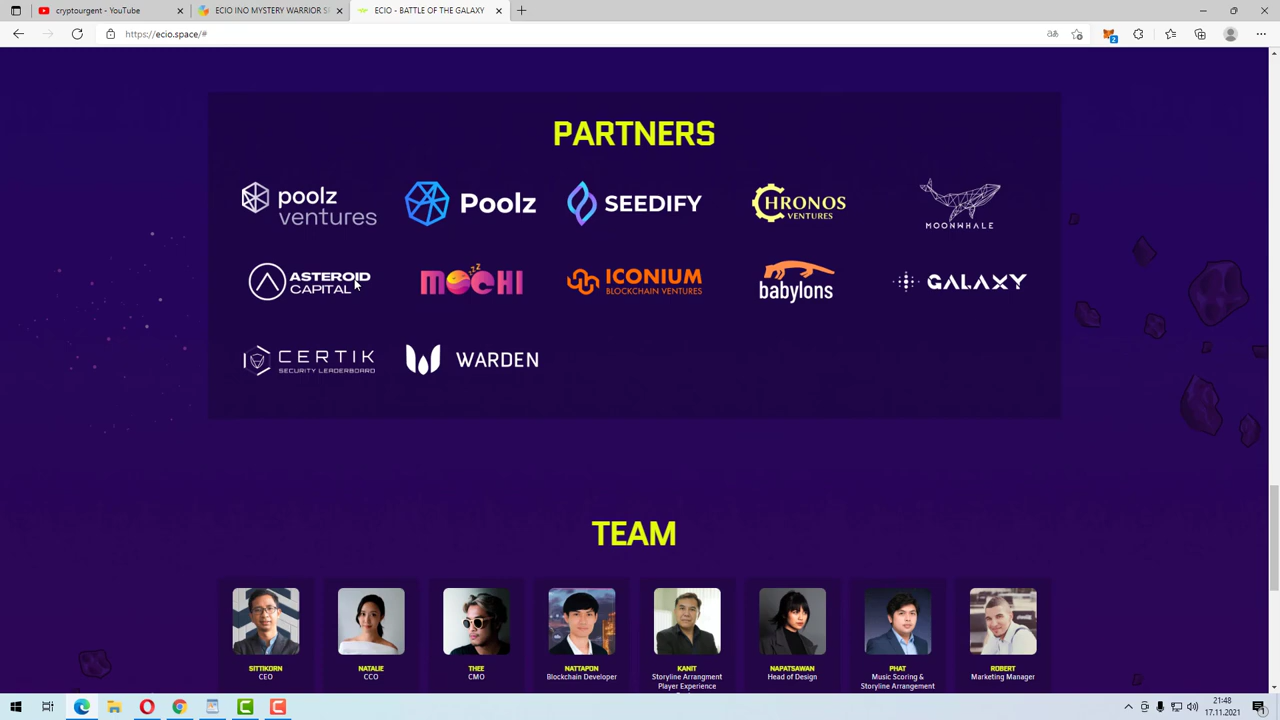 cryptourgent - YouTube
ECIO INO MYSTERY WARRIOR S
ECIO - BATTLE OF THE GALAXY
https://ecio.space/#
2
PARTNERS
poolz ventures
Poolz
SEEDIFY
CHRONOS VENTURES
MOONWHALE
ASTEROID CAPITAL
MOCHI
ICONIUM BLOCKCHAIN VENTURES
babylons
GALAXY
CERTIK SECURITY LEADERBOARD
WARDEN
TEAM
SITTIKORN
CEO
NATALIE
CCO
THEE
CMO
NATTAPON
Blockchain Developer
KANIT
Storyline Arrangment
Player Experience
NAPATSAWAN
Head of Design
PHAT
Music Scoring &
Storyline Arrangement
ROBERT
Marketing Manager
21:48
17.11.2021